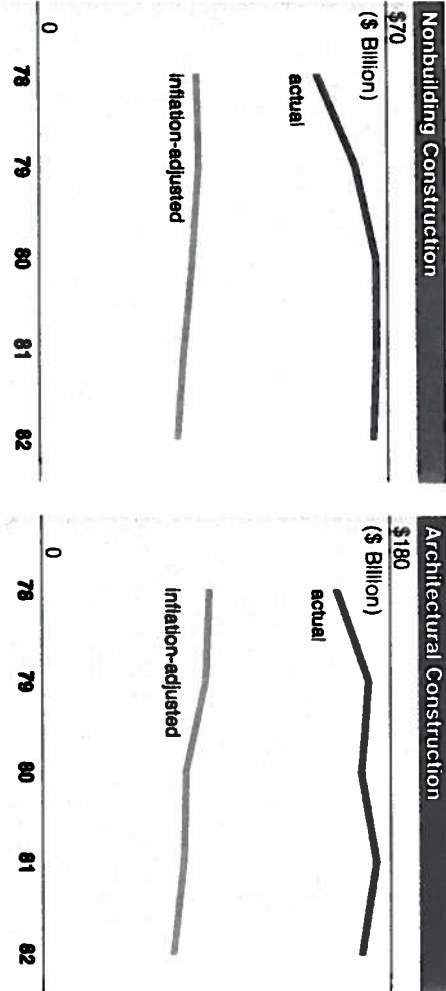 Nonbuilding Construction
$70
($ Billion)
actual
inflation-adjusted
0
78 79 80 81 82
Architectural Construction
$180
($ Billion)
actual
inflation-adjusted
0
78 79 80 81 82